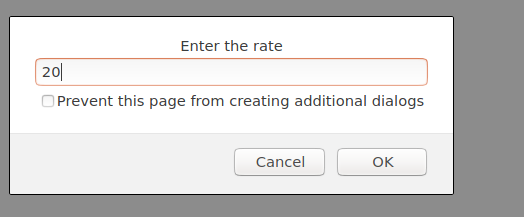 Enter the rate
20
Prevent this page from creating additional dialogs
Cancel OK